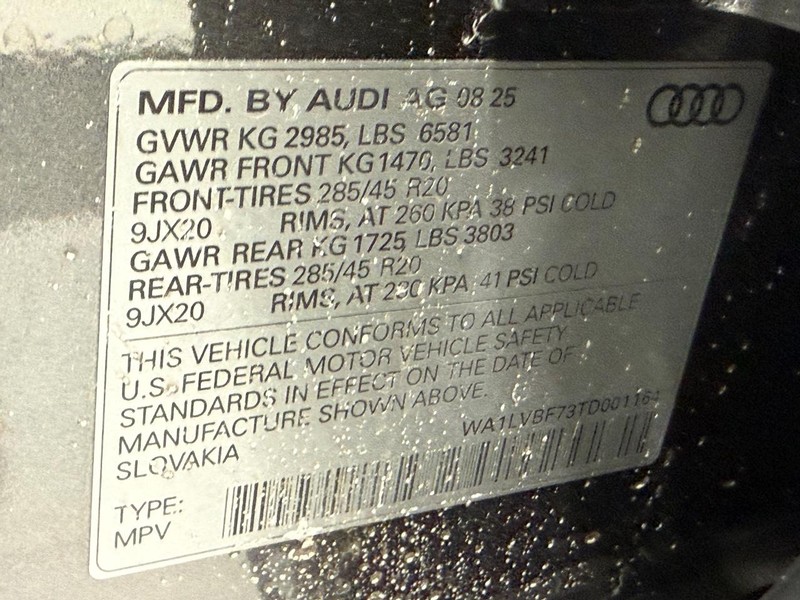 MFD. BY AUDI AG 08 25
GVWR KG 2985, LBS 6581
GAWR FRONT KG 1470, LBS 3241
FRONT-TIRES 285/45 R20
9JX20 RIMS, AT 260 KPA 38 PSI COLD
GAWR REAR KG 1725 LBS 3803
REAR-TIRES 285/45 R20
9JX20 RIMS, AT 280 KPA 41 PSI COLD
THIS VEHICLE CONFORMS TO ALL APPLICABLE
U.S. FEDERAL MOTOR VEHICLE SAFETY
STANDARDS IN EFFECT ON THE DATE OF
MANUFACTURE SHOWN ABOVE.
WA1LVBF73TD001164
SLOVAKIA
TYPE:
MPV